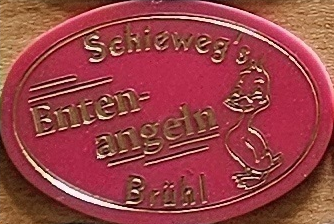 Schieweg's
Enten-
angeln
Brühl